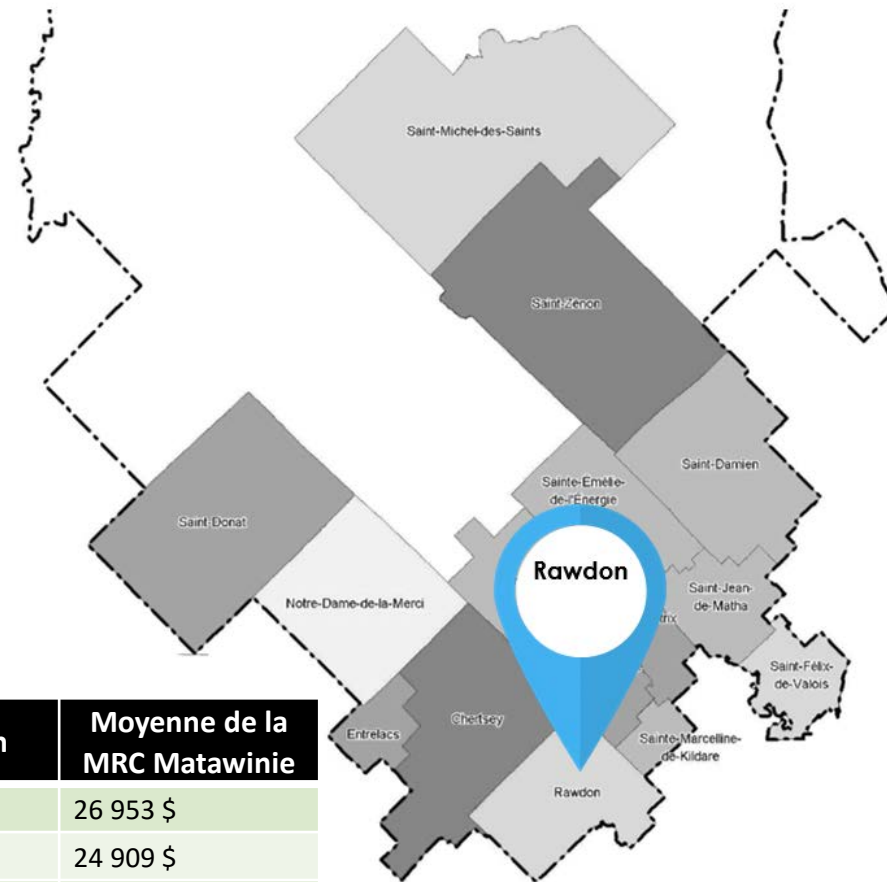 Saint-Michel-des-Saints
Saint-Zénon
Saint-Damien
Sainte-Émélie-
de-l'Énergie
Saint-Donat
Rawdon
Saint-Jean-
de-Matha
Notre-Dame-de-la-Merci
Saint-Félix-
de-Valois
Entrelacs
Chertsey
Sainte-Marcelline-
de-Kildare
Rawdon
Moyenne de la
MRC Matawinie
26 953 $
24 909 $